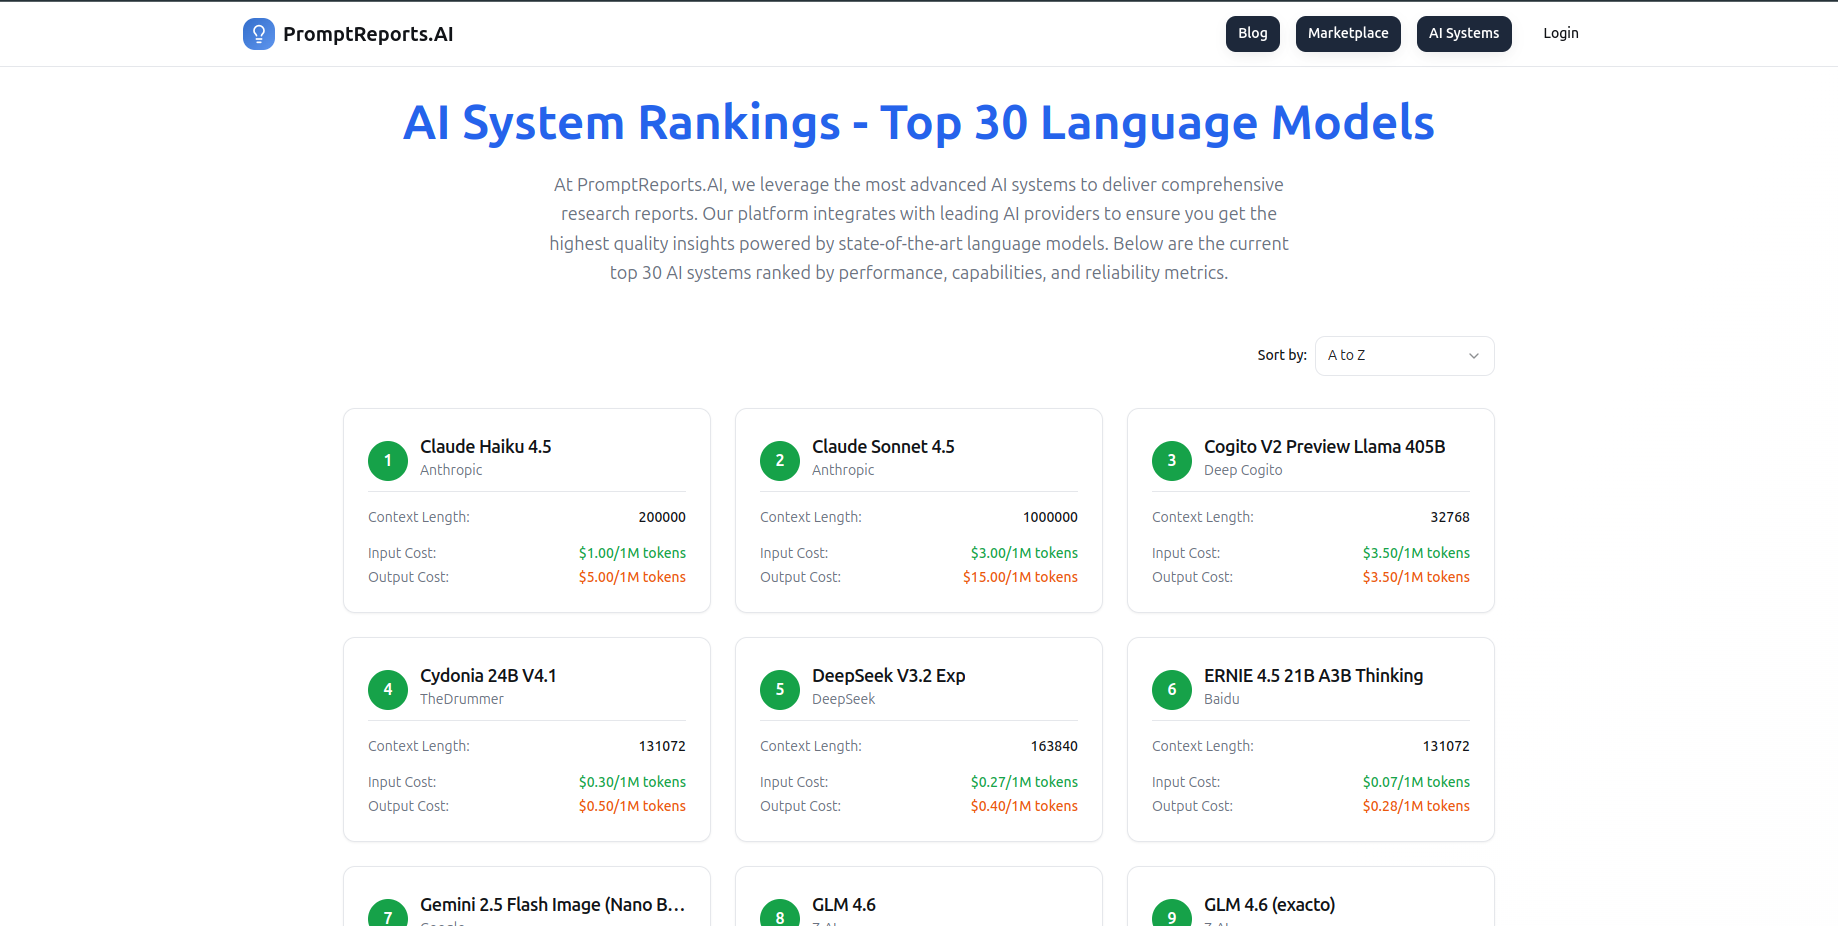 PromptReports.AI
Blog
Marketplace
AI Systems
Login
AI System Rankings - Top 30 Language Models
At PromptReports.AI, we leverage the most advanced AI systems to deliver comprehensive
research reports. Our platform integrates with leading AI providers to ensure you get the
highest quality insights powered by state-of-the-art language models. Below are the current
top 30 AI systems ranked by performance, capabilities, and reliability metrics.
Sort by:
A to Z
1
Claude Haiku 4.5
Anthropic
Context Length: 200000
Input Cost: $1.00/1M tokens
Output Cost: $5.00/1M tokens
2
Claude Sonnet 4.5
Anthropic
Context Length: 1000000
Input Cost: $3.00/1M tokens
Output Cost: $15.00/1M tokens
3
Cogito V2 Preview Llama 405B
Deep Cogito
Context Length: 32768
Input Cost: $3.50/1M tokens
Output Cost: $3.50/1M tokens
4
Cydonia 24B V4.1
TheDrummer
Context Length: 131072
Input Cost: $0.30/1M tokens
Output Cost: $0.50/1M tokens
5
DeepSeek V3.2 Exp
DeepSeek
Context Length: 163840
Input Cost: $0.27/1M tokens
Output Cost: $0.40/1M tokens
6
ERNIE 4.5 21B A3B Thinking
Baidu
Context Length: 131072
Input Cost: $0.07/1M tokens
Output Cost: $0.28/1M tokens
7
Gemini 2.5 Flash Image (Nano B...
Google
8
GLM 4.6
9
GLM 4.6 (exacto)